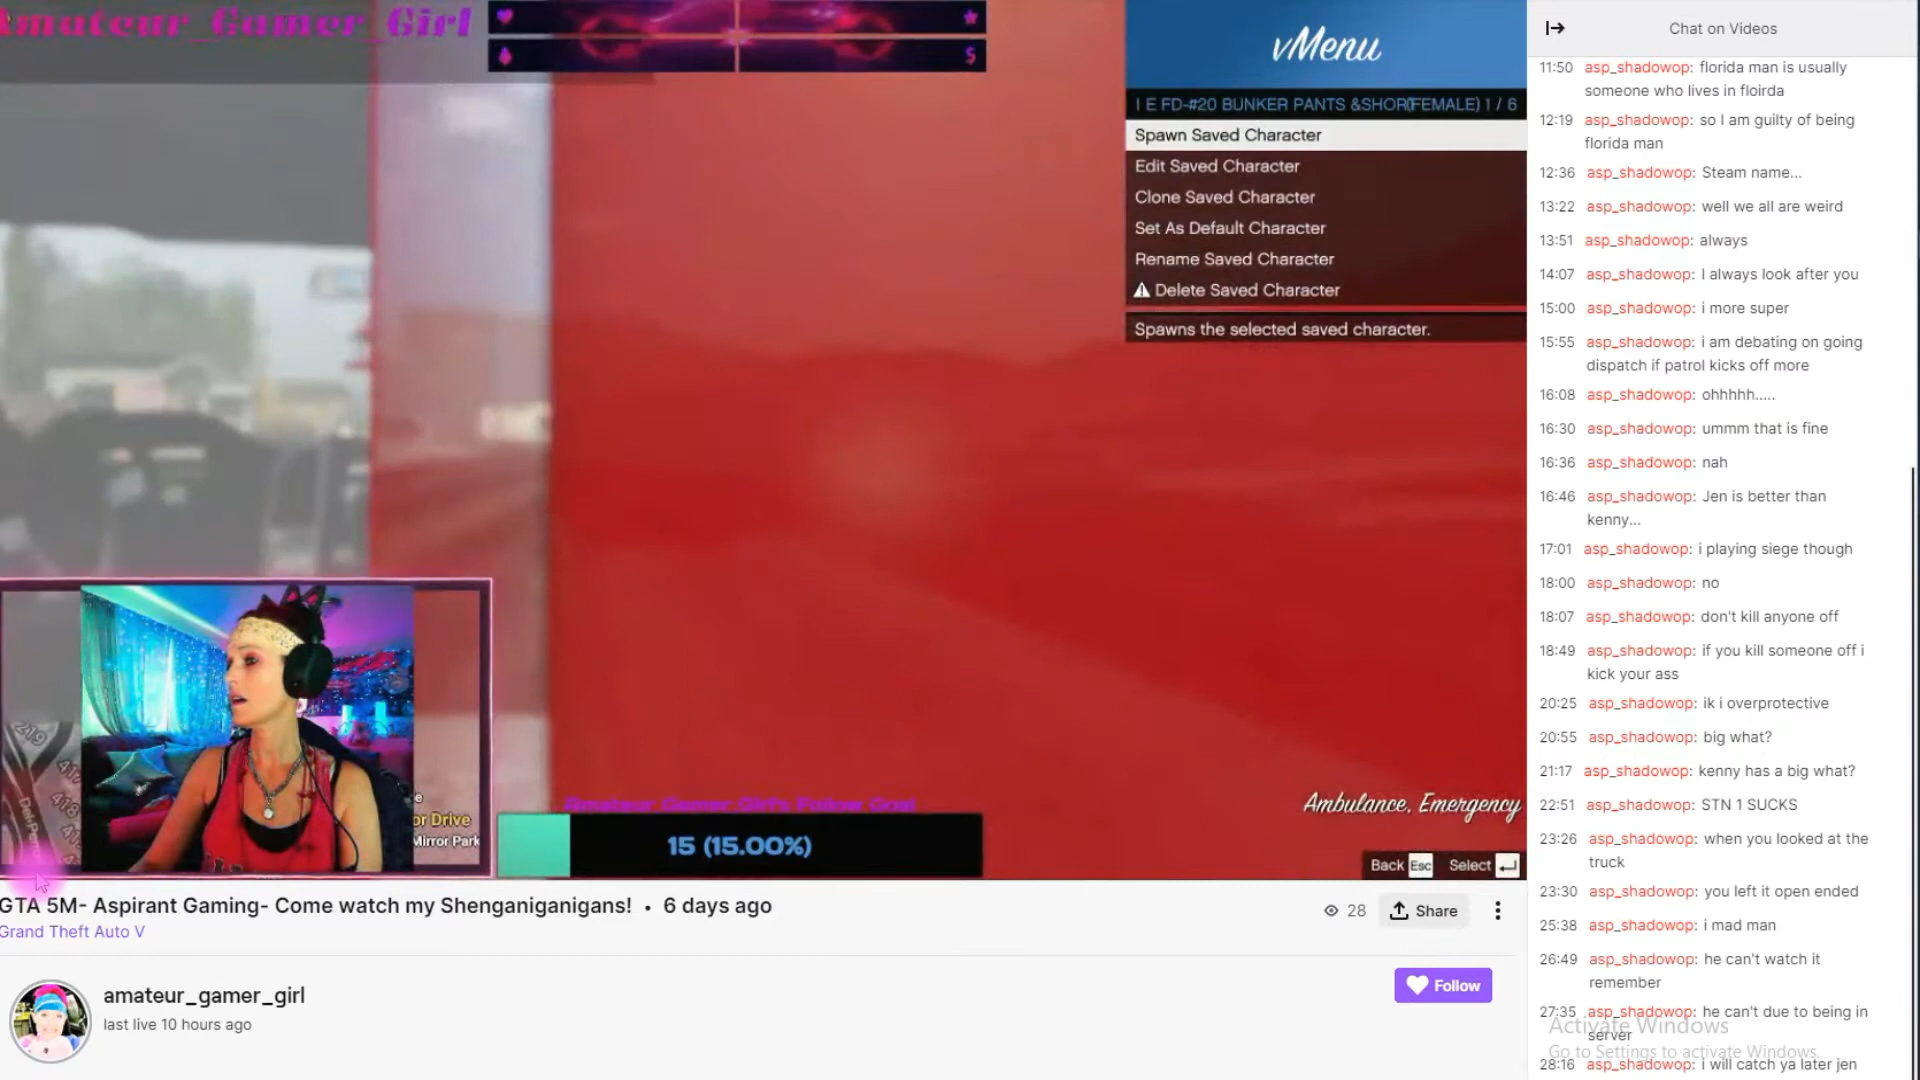 Amateur_Gamer_Girl
vMenu
I E FD-#20 BUNKER PANTS &SHOR(FEMALE) 1 / 6
Spawn Saved Character
Edit Saved Character
Clone Saved Character
Set As Default Character
Rename Saved Character
Delete Saved Character
Spawns the selected saved character.
219
417
418
or Drive
Mirror Park
Amateur_Gamer_Girl's Follow Goal
15 (15.00%)
Ambulance, Emergency
Back Esc Select
GTA 5M- Aspirant Gaming- Come watch my Shenganiganigans! • 6 days ago
Grand Theft Auto V
28
Share
amateur_gamer_girl
last live 10 hours ago
Follow
Chat on Videos
11:50 asp_shadowop: florida man is usually
someone who lives in floirda
12:19 asp_shadowop: so I am guilty of being
florida man
12:36 asp_shadowop: Steam name...
13:22 asp_shadowop: well we all are weird
13:51 asp_shadowop: always
14:07 asp_shadowop: I always look after you
15:00 asp_shadowop: i more super
15:55 asp_shadowop: i am debating on going
dispatch if patrol kicks off more
16:08 asp_shadowop: ohhhhh.....
16:30 asp_shadowop: ummm that is fine
16:36 asp_shadowop: nah
16:46 asp_shadowop: Jen is better than
kenny...
17:01 asp_shadowop: i playing siege though
18:00 asp_shadowop: no
18:07 asp_shadowop: don't kill anyone off
18:49 asp_shadowop: if you kill someone off i
kick your ass
20:25 asp_shadowop: ik i overprotective
20:55 asp_shadowop: big what?
21:17 asp_shadowop: kenny has a big what?
22:51 asp_shadowop: STN 1 SUCKS
23:26 asp_shadowop: when you looked at the
truck
23:30 asp_shadowop: you left it open ended
25:38 asp_shadowop: i mad man
26:49 asp_shadowop: he can't watch it
remember
27:35 asp_shadowop: he can't due to being in
server
28:16 asp_shadowop: i will catch ya later jen
Activate Windows
Go to Settings to activate Windows.